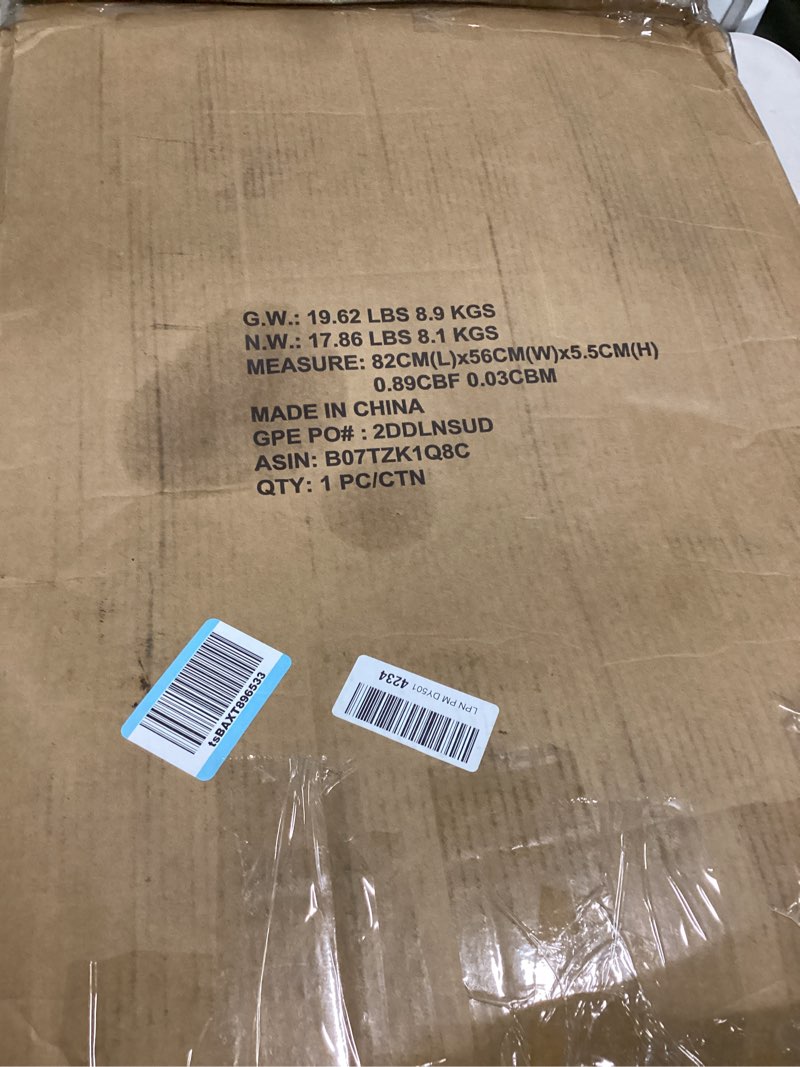 G.W.: 19.62 LBS 8.9 KGS
N.W.: 17.86 LBS 8.1 KGS
MEASURE: 82CM(L)x56CM(W)x5.5CM(H)
0.89CBF 0.03CBM
MADE IN CHINA
GPE PO# : 2DDLNSUD
ASIN: B07TZK1Q8C
QTY: 1 PC/CTN
tsBAXT896533
LPN PM DY501 4234